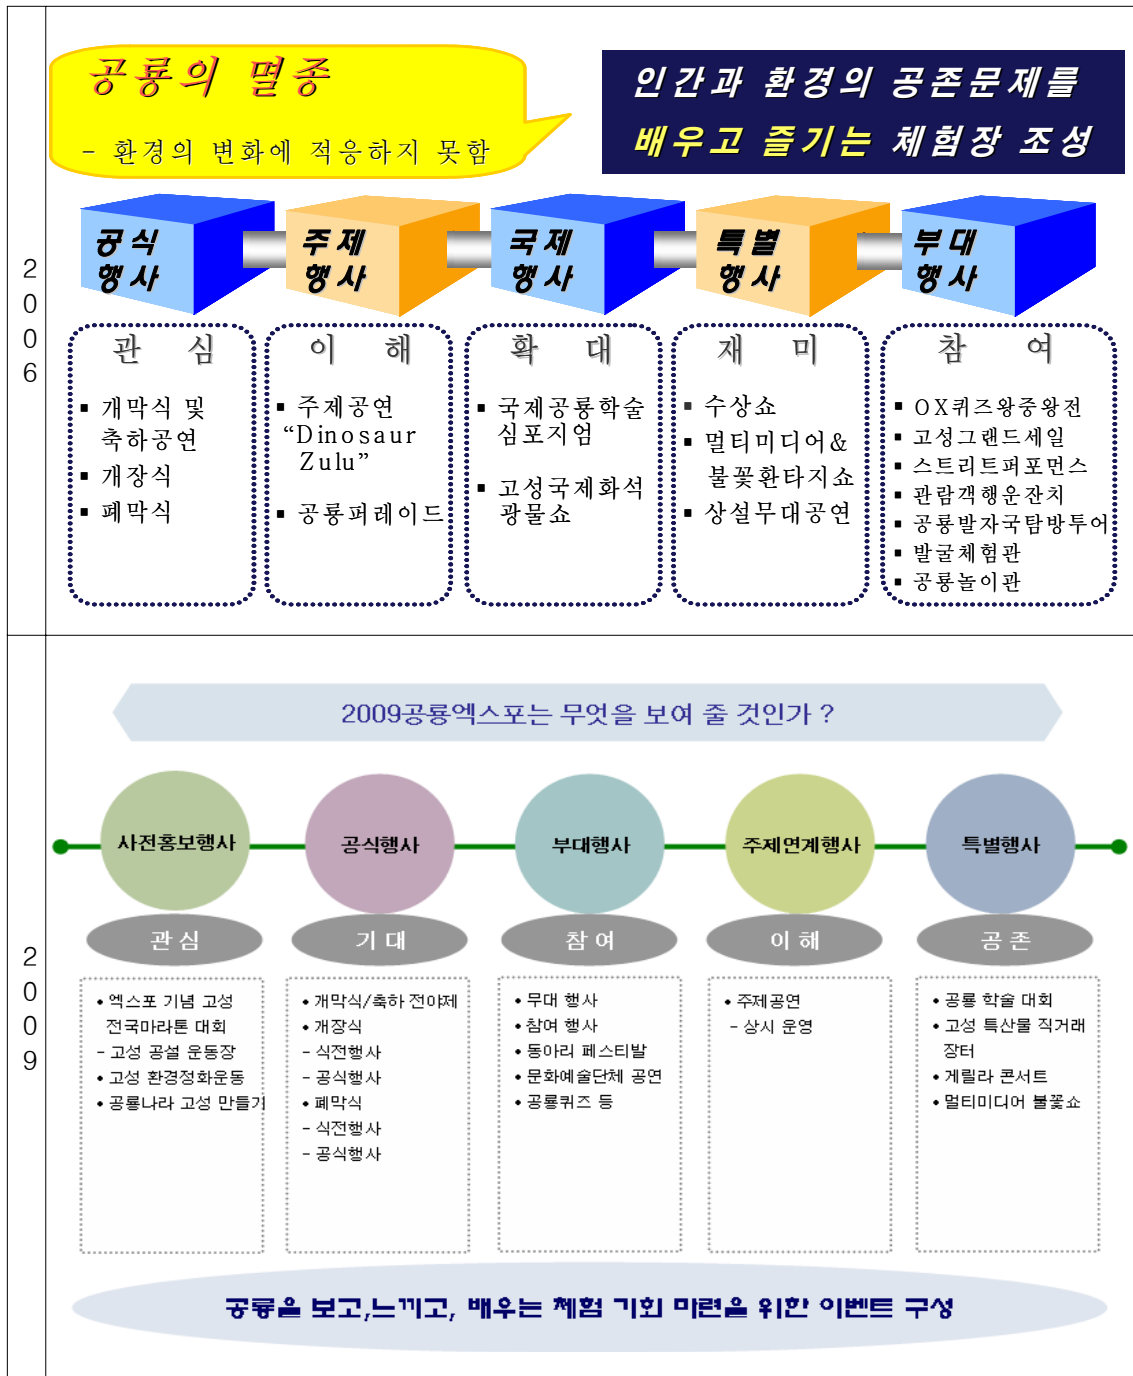 2006
공룡의 멸종
- 환경의 변화에 적응하지 못함
인간과 환경의 공존문제를
배우고 즐기는 체험장 조성
공식
행사
주제
행사
국제
행사
특별
행사
부대
행사
관 심
▪ 개막식 및
축하공연
▪ 개장식
▪ 폐막식
이 해
▪ 주제공연
“Dinosaur
Zulu”
▪ 공룡퍼레이드
확 대
▪ 국제공룡학술
심포지엄
▪ 고성국제화석
광물쇼
재 미
▪ 수상쇼
▪ 멀티미디어&
불꽃환타지쇼
▪ 상설무대공연
참 여
▪ OX퀴즈왕중왕전
▪ 고성그랜드세일
▪ 스트리트퍼포먼스
▪ 관람객행운잔치
▪ 공룡발자국탐방투어
▪ 발굴체험관
▪ 공룡놀이관
2009
2009공룡엑스포는 무엇을 보여 줄 것인가 ?
사전홍보행사
공식행사
부대행사
주제연계행사
특별행사
관 심
• 엑스포 기념 고성
전국마라톤 대회
- 고성 공설 운동장
• 고성 환경정화운동
• 공룡나라 고성 만들기
기 대
• 개막식/축하 전야제
• 개장식
- 식전행사
- 공식행사
• 폐막식
- 식전행사
- 공식행사
참 여
• 무대 행사
• 참여 행사
• 동아리 페스티발
• 문화예술단체 공연
• 공룡퀴즈 등
이 해
• 주제공연
- 상시 운영
공 존
• 공룡 학술 대회
• 고성 특산물 직거래
장터
• 게릴라 콘서트
• 멀티미디어 불꽃쇼
공룡을 보고,느끼고, 배우는 체험 기회 마련을 위한 이벤트 구성